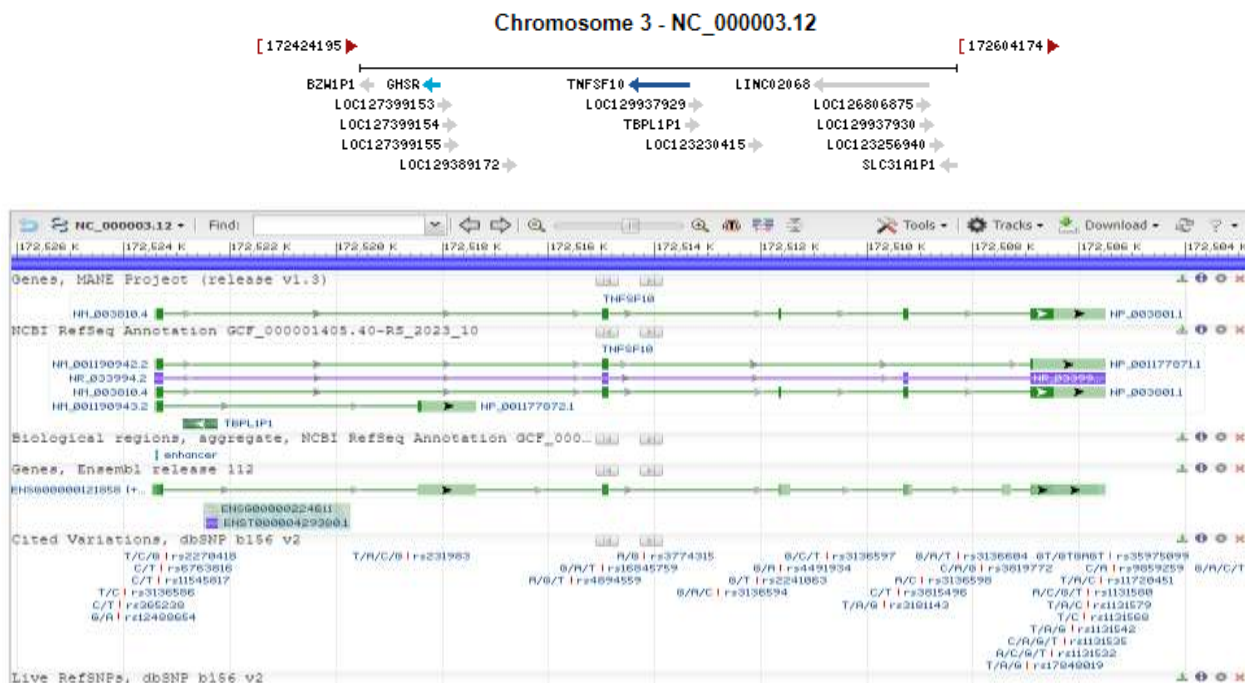 Chromosome 3 - NC_000003.12
[ 172424195
[ 172604174
BZW1P1 GHSR TNFSF10 LINC02068
LOC127399153 LOC129937929 LOC126806875
LOC127399154 TBPL1P1 LOC129937930
LOC127399155 LOC123230415 LOC123256940
LOC129389172 SLC31A1P1
NC_000003.12 Find: Tools Tracks Download ?
172,526 K 172,524 K 172,522 K 172,520 K 172,518 K 172,516 K 172,514 K 172,512 K 172,510 K 172,508 K 172,506 K 172,504 K
Genes, MANE Project (release v1.3)
TNFSF10
NM_003810.4 NP_003801.1
NCBI RefSeq Annotation GCF_000001405.40-RS_2023_10
TNFSF10
NM_001190942.2 NP_001177871.1
NR_033994.2
NM_003810.4 NP_003801.1
NM_001190943.2 NP_001177872.1
TBPL1P1
Biological regions, aggregate, NCBI RefSeq Annotation GCF_000...
enhancer
Genes, Ensembl release 112
ENSG00000121858 (+...
Cited Variations, dbSNP b156 v2
T/C/G rs2270418 T/A/C/G rs231983 A/G rs3774315 G/C/T rs3136597 G/A/T rs3136604 GT/GTGAGT rs35975099
C/T rs6763816 G/A/T rs16845759 G/A rs4491934 C/A/G rs3819772 C/A rs9859259 G/A/C/T
C/T rs11545817 A/G/T rs4894559 G/T rs2241063 A/C rs3136598 T/A/C rs11720451
T/C rs3136586 G/A/C rs3136594 C/T rs3815496 A/C/G/T rs1131580
C/T rs365238 T/A/G rs3181143 T/A/C rs1131579
G/A rs12488654 T/C rs1131568
T/A/G rs1131542
C/A/G rs1131535
A/C/G/T rs1131532
T/A/G rs17848019
Live RefSNPs, dbSNP b156 v2